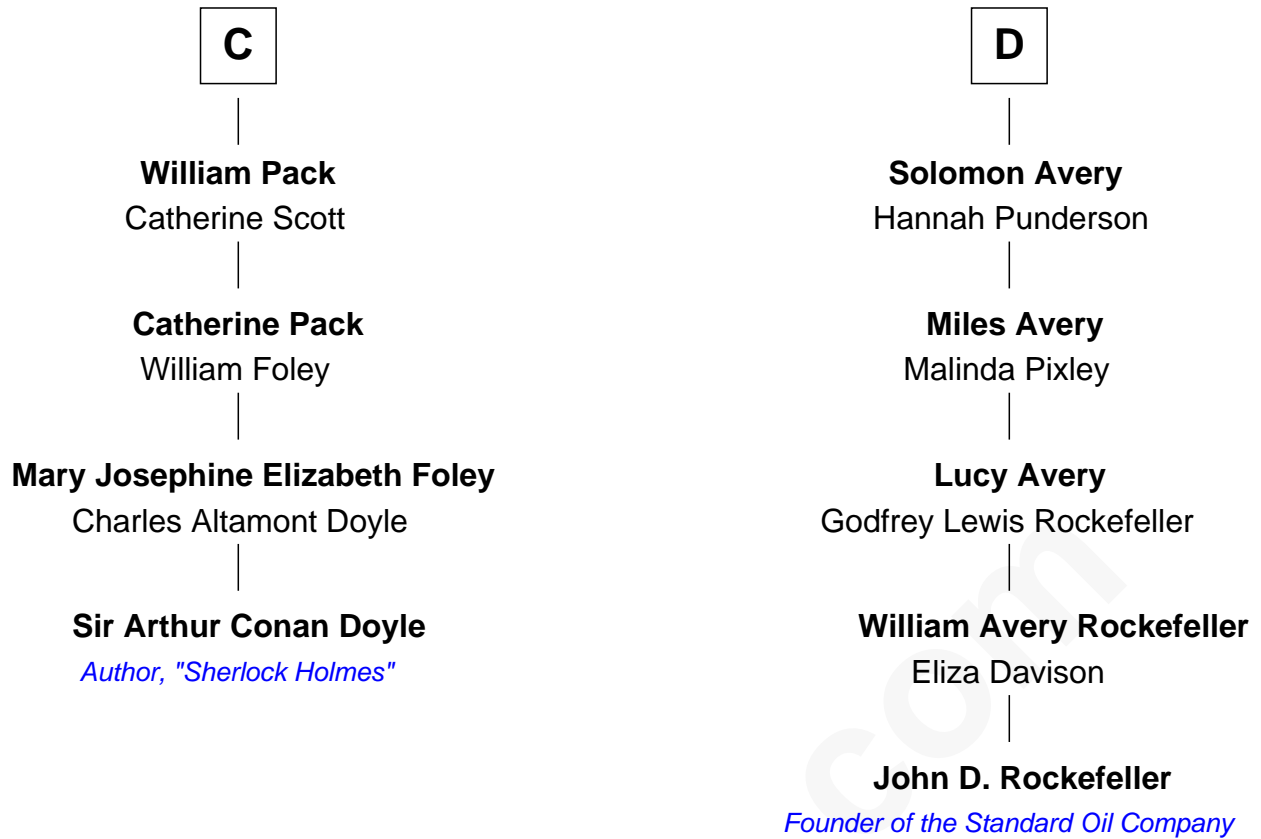 C
William Pack
Catherine Scott
Catherine Pack
William Foley
Mary Josephine Elizabeth Foley
Charles Altamont Doyle
Sir Arthur Conan Doyle
Author, "Sherlock Holmes"
D
Solomon Avery
Hannah Punderson
Miles Avery
Malinda Pixley
Lucy Avery
Godfrey Lewis Rockefeller
William Avery Rockefeller
Eliza Davison
John D. Rockefeller
Founder of the Standard Oil Company
com